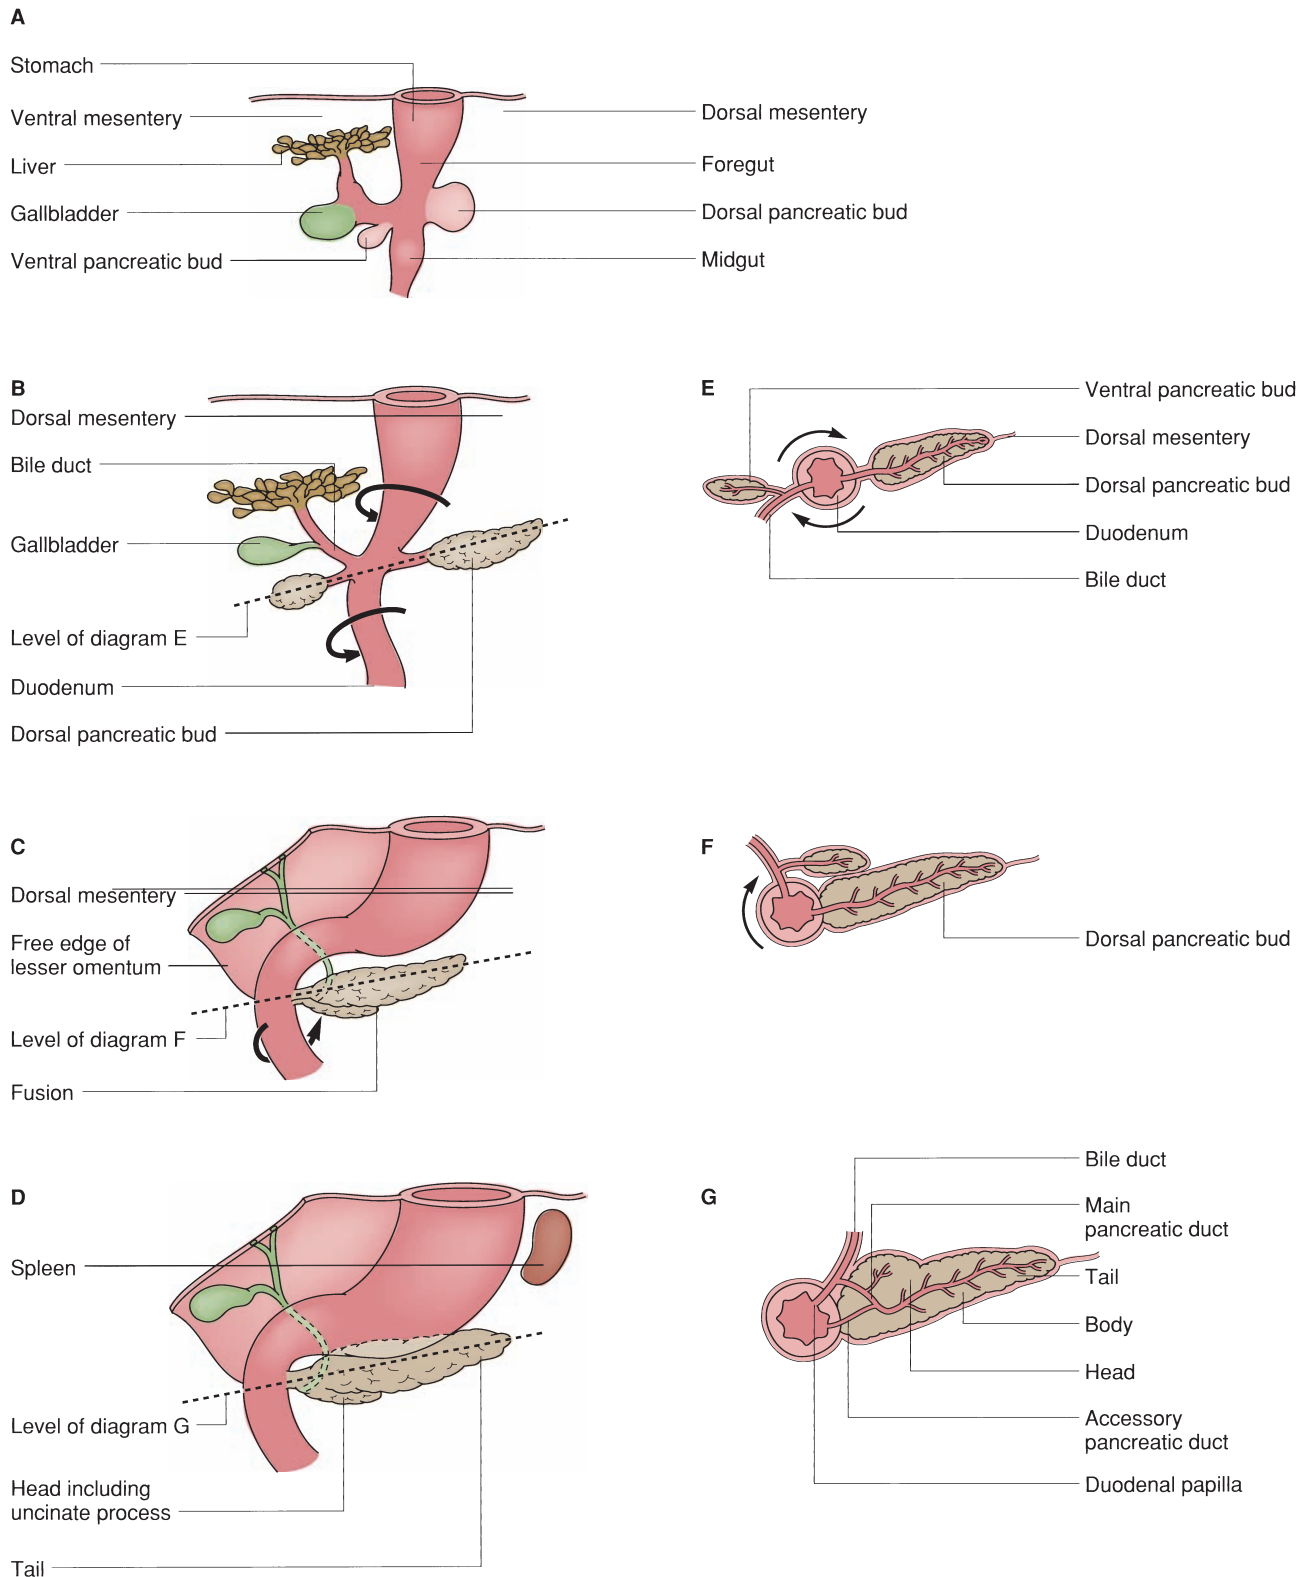 A
Stomach
Ventral mesentery
Liver
Gallbladder
Ventral pancreatic bud
Dorsal mesentery
Foregut
Dorsal pancreatic bud
Midgut
B
Dorsal mesentery
Bile duct
Gallbladder
Level of diagram E
Duodenum
Dorsal pancreatic bud
E
Ventral pancreatic bud
Dorsal mesentery
Dorsal pancreatic bud
Duodenum
Bile duct
C
Dorsal mesentery
Free edge of
lesser omentum
Level of diagram F
Fusion
F
Dorsal pancreatic bud
D
Spleen
Level of diagram G
Head including
uncinate process
Tail
G
Bile duct
Main
pancreatic duct
Tail
Body
Head
Accessory
pancreatic duct
Duodenal papilla